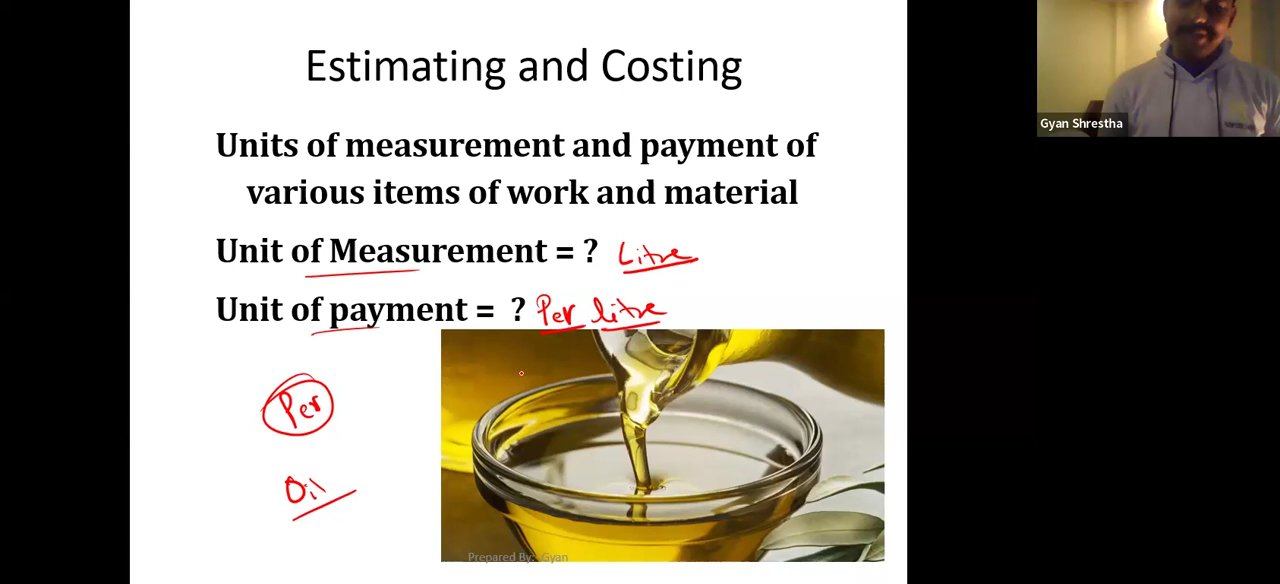 Estimating and Costing
Gyan Shrestha
Units of measurement and payment of
various items of work and material
Unit of Measurement = ? Litre
Unit of payment = ? Per litre
Per
Oil
Prepared By: Gyan